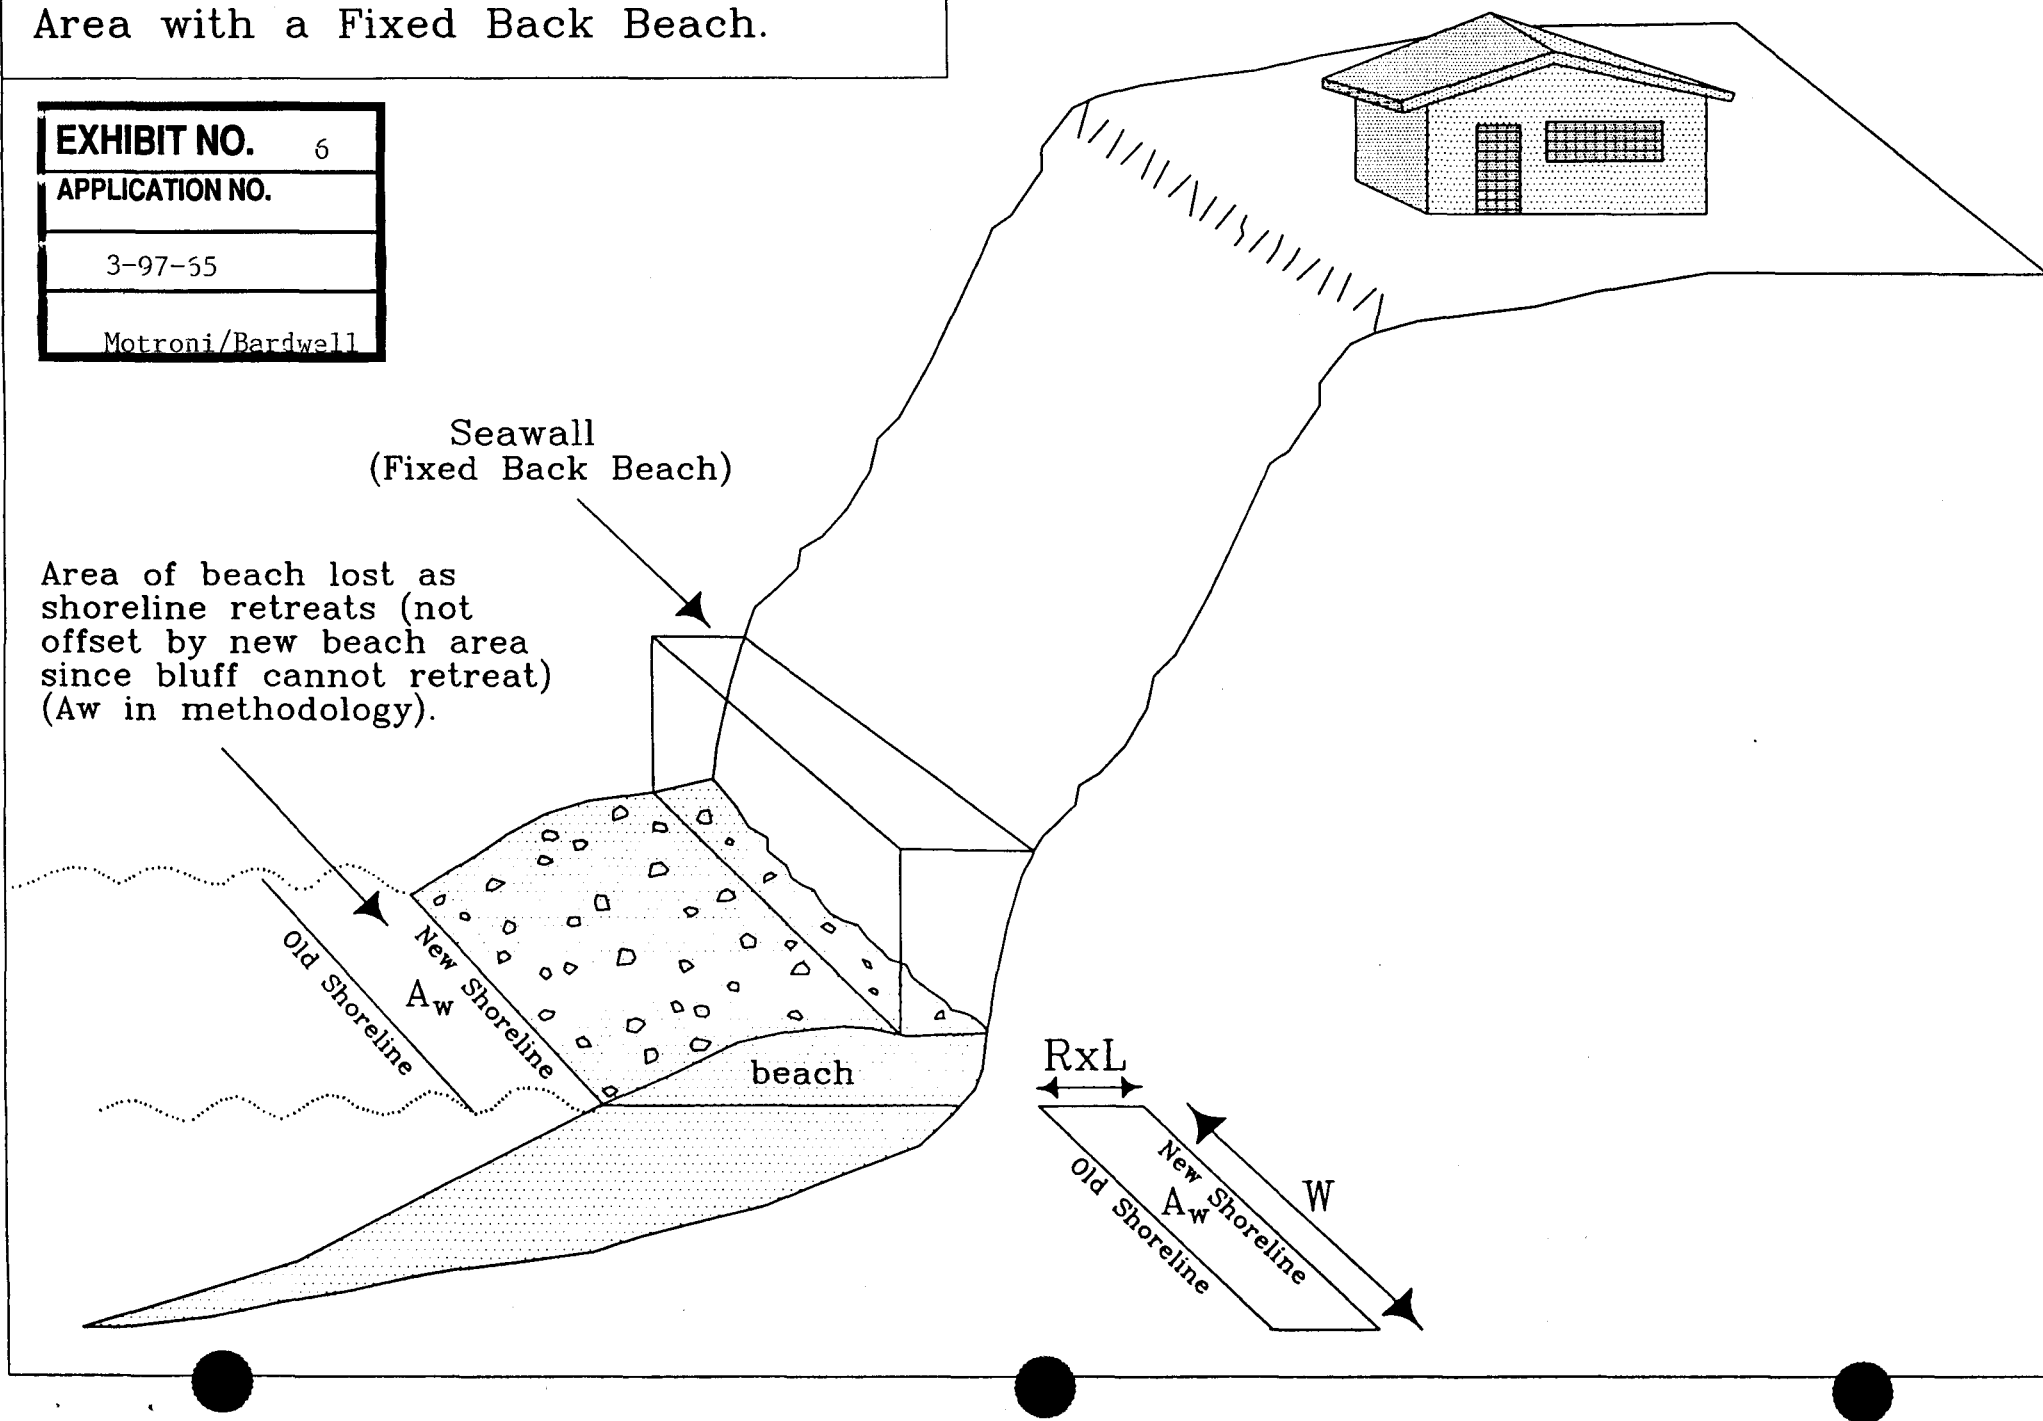 Area with a Fixed Back Beach.
EXHIBIT NO. 6
APPLICATION NO.
3-97-55
Motroni/Bardwell
Seawall
(Fixed Back Beach)
Area of beach lost as
shoreline retreats (not
offset by new beach area
since bluff cannot retreat)
(Aw in methodology).
Old Shoreline
Aw
New Shoreline
beach
RxL
W
New Shoreline
Aw
Old Shoreline